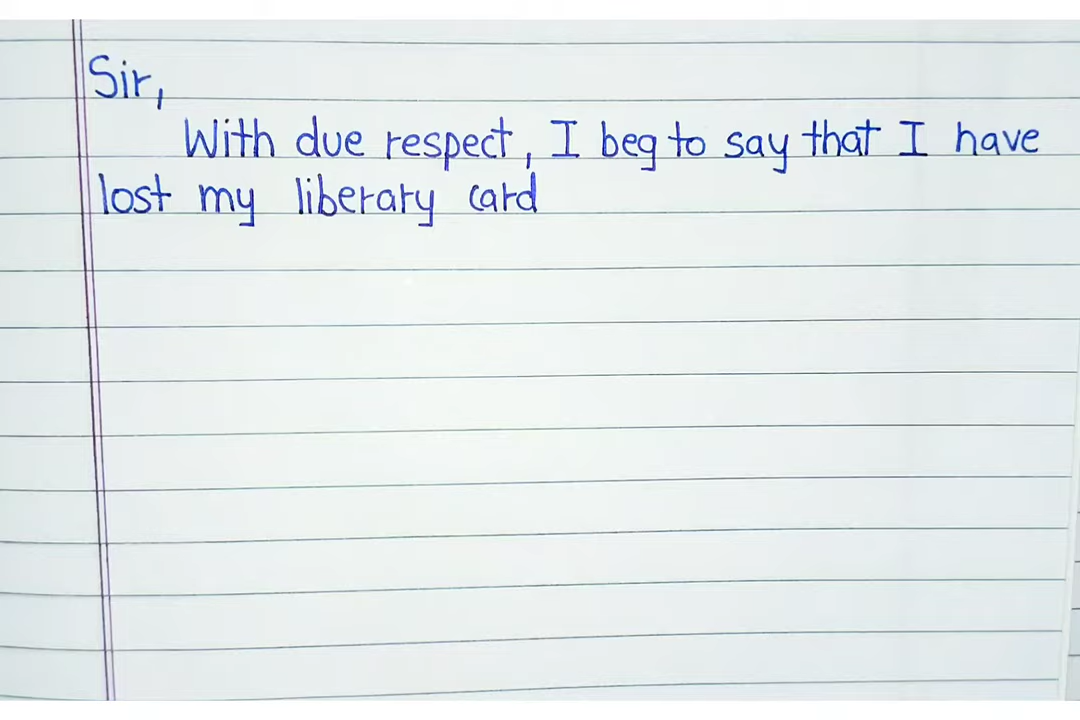 Sir,
With due respect, I beg to say that I have
lost my liberary card